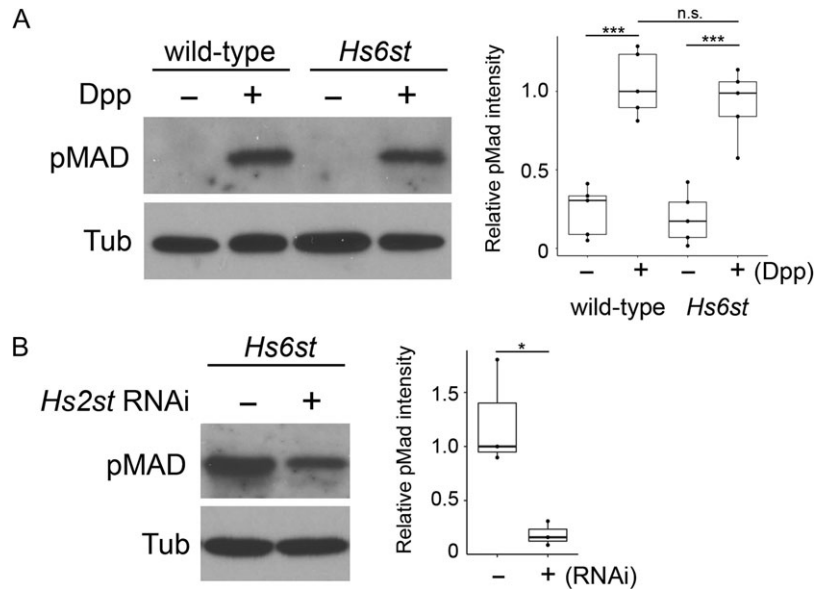 A
wild-type Hs6st
Dpp − + − +
pMAD
Tub
n.s.
*** ***
Relative pMad intensity
1.0
0.5
0
− + − + (Dpp)
wild-type Hs6st
B
Hs6st
Hs2st RNAi − +
pMAD
Tub
*
Relative pMad intensity
1.5
1.0
0.5
0
− + (RNAi)